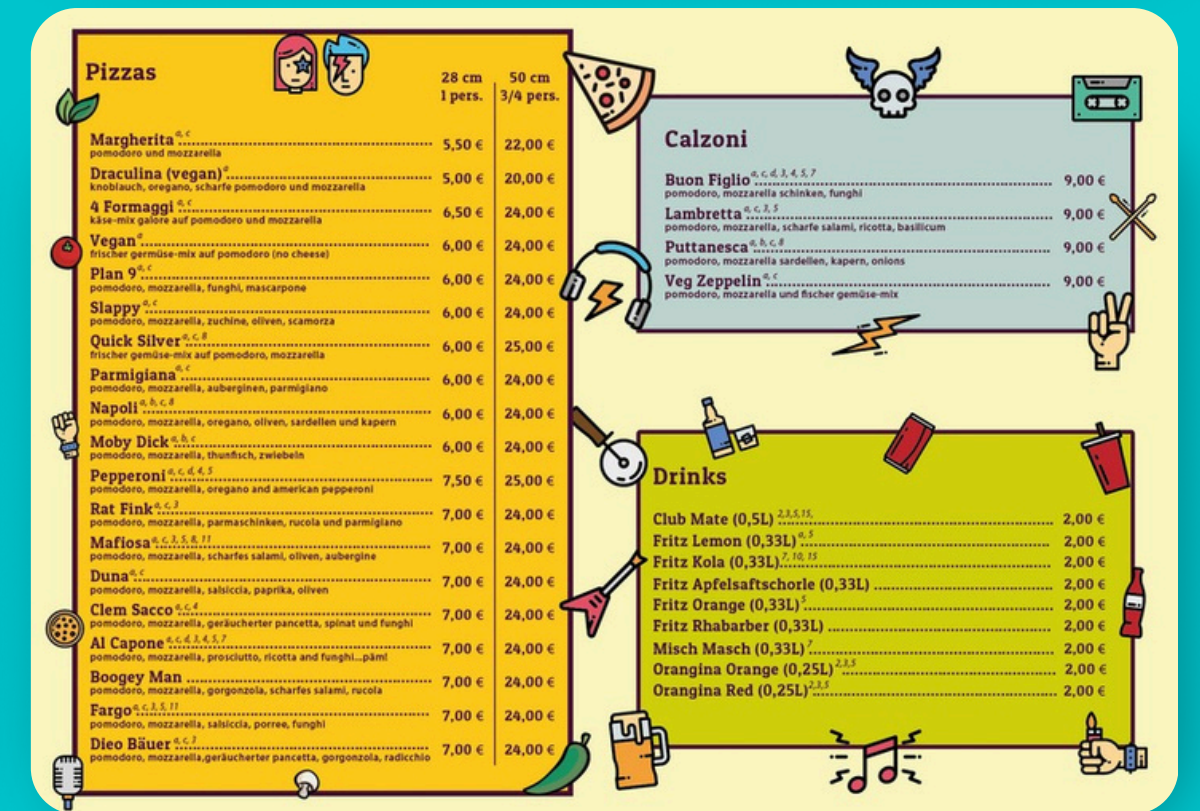 Pizzas
28 cm 50 cm
1 pers. 3/4 pers.
Margherita a, c 5,50 € 22,00 €
pomodoro und mozzarella
Draculina (vegan) a 5,00 € 20,00 €
knoblauch, oregano, scharfe pomodoro und mozzarella
4 Formaggi a, c 6,50 € 24,00 €
käse-mix galore auf pomodoro und mozzarella
Vegan a 6,00 € 24,00 €
frischer germüse-mix auf pomodoro (no cheese)
Plan 9 a, c 6,00 € 24,00 €
pomodoro, mozzarella, funghi, mascarpone
Slappy a, c 6,00 € 24,00 €
pomodoro, mozzarella, zuchine, oliven, scamorza
Quick Silver a, c, 8 6,00 € 25,00 €
frischer gemüse-mix auf pomodoro, mozzarella
Parmigiana a, c 6,00 € 24,00 €
pomodoro, mozzarella, auberginen, parmigiano
Napoli a, b, c, 8 6,00 € 24,00 €
pomodoro, mozzarella, oregano, oliven, sardellen und kapern
Moby Dick a, b, c 6,00 € 24,00 €
pomodoro, mozzarella, thunfisch, zwiebeln
Pepperoni a, c, d, 4, 5 7,50 € 25,00 €
pomodoro, mozzarella, oregano and american pepperoni
Rat Fink a, c, 3 7,00 € 24,00 €
pomodoro, mozzarella, parmaschinken, rucola und parmigiano
Mafiosa a, c, 3, 5, 8, 11 7,00 € 24,00 €
pomodoro, mozzarella, scharfes salami, oliven, aubergine
Duna a, c 7,00 € 24,00 €
pomodoro, mozzarella, salsiccia, paprika, oliven
Clem Sacco a, c, 4 7,00 € 24,00 €
pomodoro, mozzarella, geräucherter pancetta, spinat und funghi
Al Capone a, c, d, 3, 4, 5, 7 7,00 € 24,00 €
pomodoro, mozzarella, prosciutto, ricotta and funghi...päm!
Boogey Man 7,00 € 24,00 €
pomodoro, mozzarella, gorgonzola, scharfes salami, rucola
Fargo a, c, 3, 5, 11 7,00 € 24,00 €
pomodoro, mozzarella, salsiccia, porree, funghi
Dieo Bäuer a, c, 3 7,00 € 24,00 €
pomodoro, mozzarella,geräucherter pancetta, gorgonzola, radicchio
Calzoni
Buon Figlio a, c, d, 3, 4, 5, 7 9,00 €
pomodoro, mozzarella schinken, funghi
Lambretta a, c, 3, 5 9,00 €
pomodoro, mozzarella, scharfe salami, ricotta, basilicum
Puttanesca a, b, c, 8 9,00 €
pomodoro, mozzarella sardellen, kapern, onions
Veg Zeppelin a, c 9,00 €
pomodoro, mozzarella und fischer gemüse-mix
Drinks
Club Mate (0,5L) 2,3,5,15, 2,00 €
Fritz Lemon (0,33L) a, 5 2,00 €
Fritz Kola (0,33L) 7, 10, 15 2,00 €
Fritz Apfelsaftschorle (0,33L) 2,00 €
Fritz Orange (0,33L) 5 2,00 €
Fritz Rhabarber (0,33L) 2,00 €
Misch Masch (0,33L) 7 2,00 €
Orangina Orange (0,25L) 2,3,5 2,00 €
Orangina Red (0,25L) 2,3,5 2,00 €